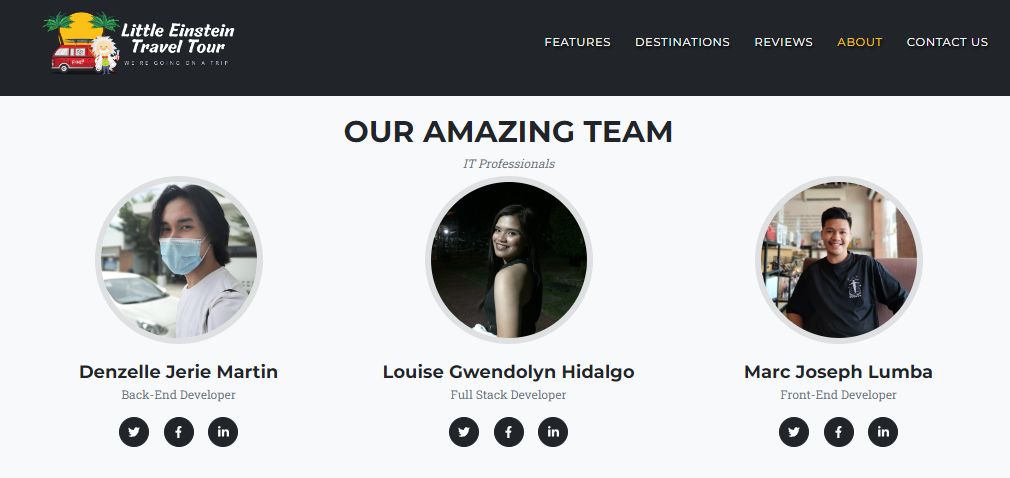 Little Einstein
Travel Tour
WE'RE GOING ON A TRIP
FEATURES DESTINATIONS REVIEWS ABOUT CONTACT US
OUR AMAZING TEAM
IT Professionals
Denzelle Jerie Martin Louise Gwendolyn Hidalgo Marc Joseph Lumba
Back-End Developer Full Stack Developer Front-End Developer